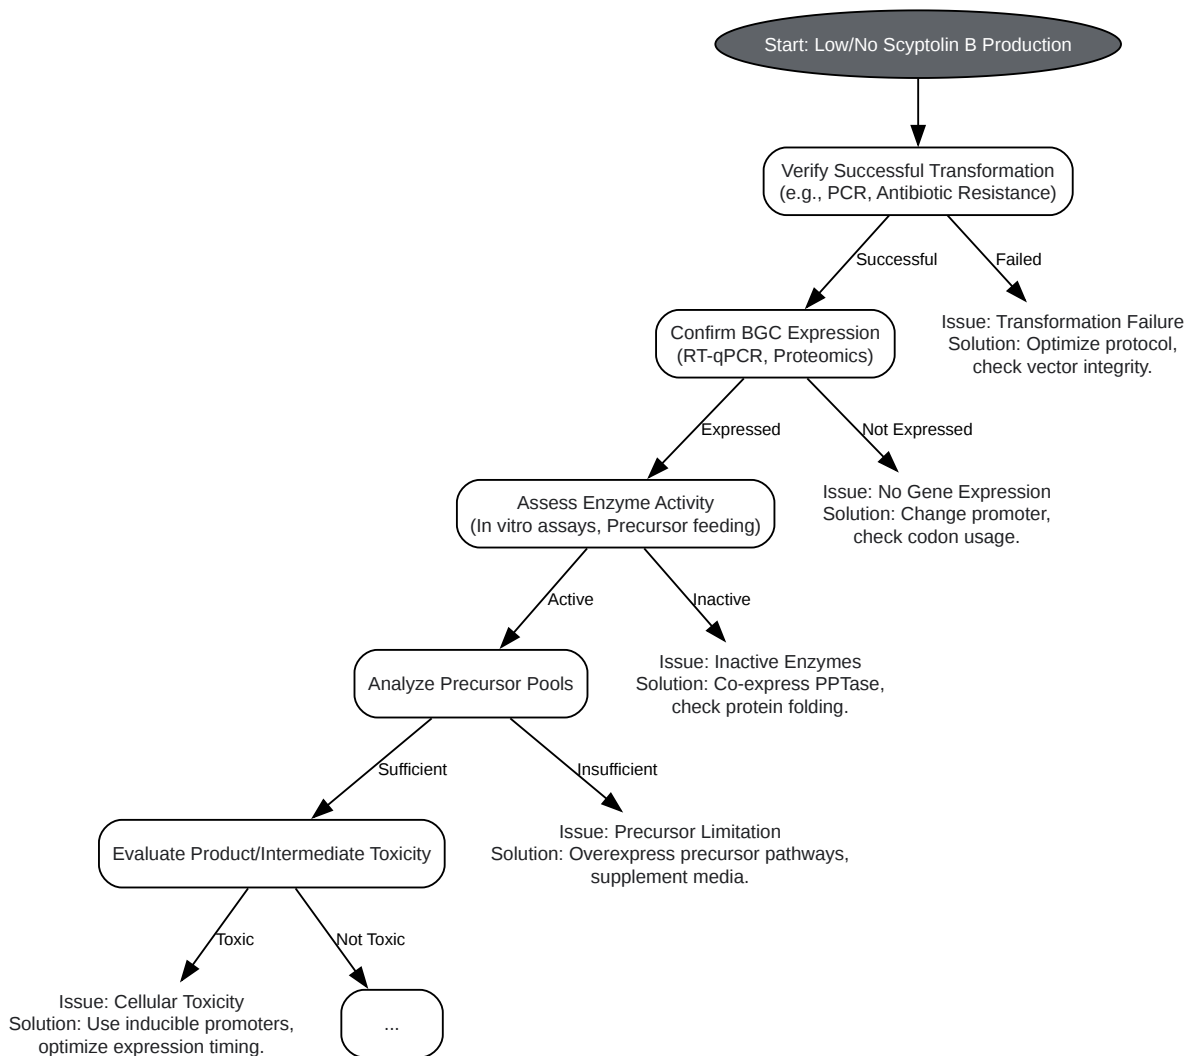 Start: Low/No Scyptolin B Production
Verify Successful Transformation
(e.g., PCR, Antibiotic Resistance)
Successful
Failed
Confirm BGC Expression
(RT-qPCR, Proteomics)
Issue: Transformation Failure
Solution: Optimize protocol,
check vector integrity.
Expressed
Not Expressed
Assess Enzyme Activity
(In vitro assays, Precursor feeding)
Issue: No Gene Expression
Solution: Change promoter,
check codon usage.
Active
Inactive
Analyze Precursor Pools
Issue: Inactive Enzymes
Solution: Co-express PPTase,
check protein folding.
Sufficient
Insufficient
Evaluate Product/Intermediate Toxicity
Issue: Precursor Limitation
Solution: Overexpress precursor pathways,
supplement media.
Toxic
Not Toxic
Issue: Cellular Toxicity
Solution: Use inducible promoters,
optimize expression timing.
...